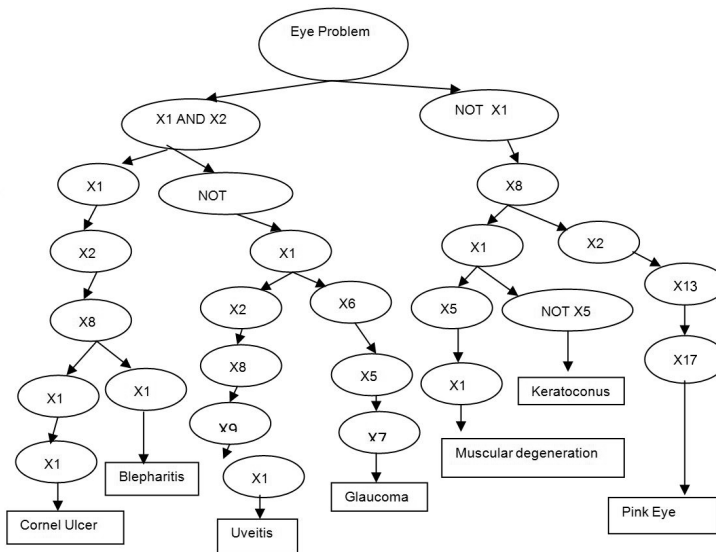 Eye Problem
X1 AND X2
NOT X1
X1
NOT
X8
X2
X1
X1
X2
X8
X2
X6
X5
NOT X5
X13
X8
X5
X17
X1
X1
X1
Keratoconus
X9
X7
X1
X1
Blepharitis
Muscular degeneration
Glaucoma
Cornel Ulcer
Uveitis
Pink Eye